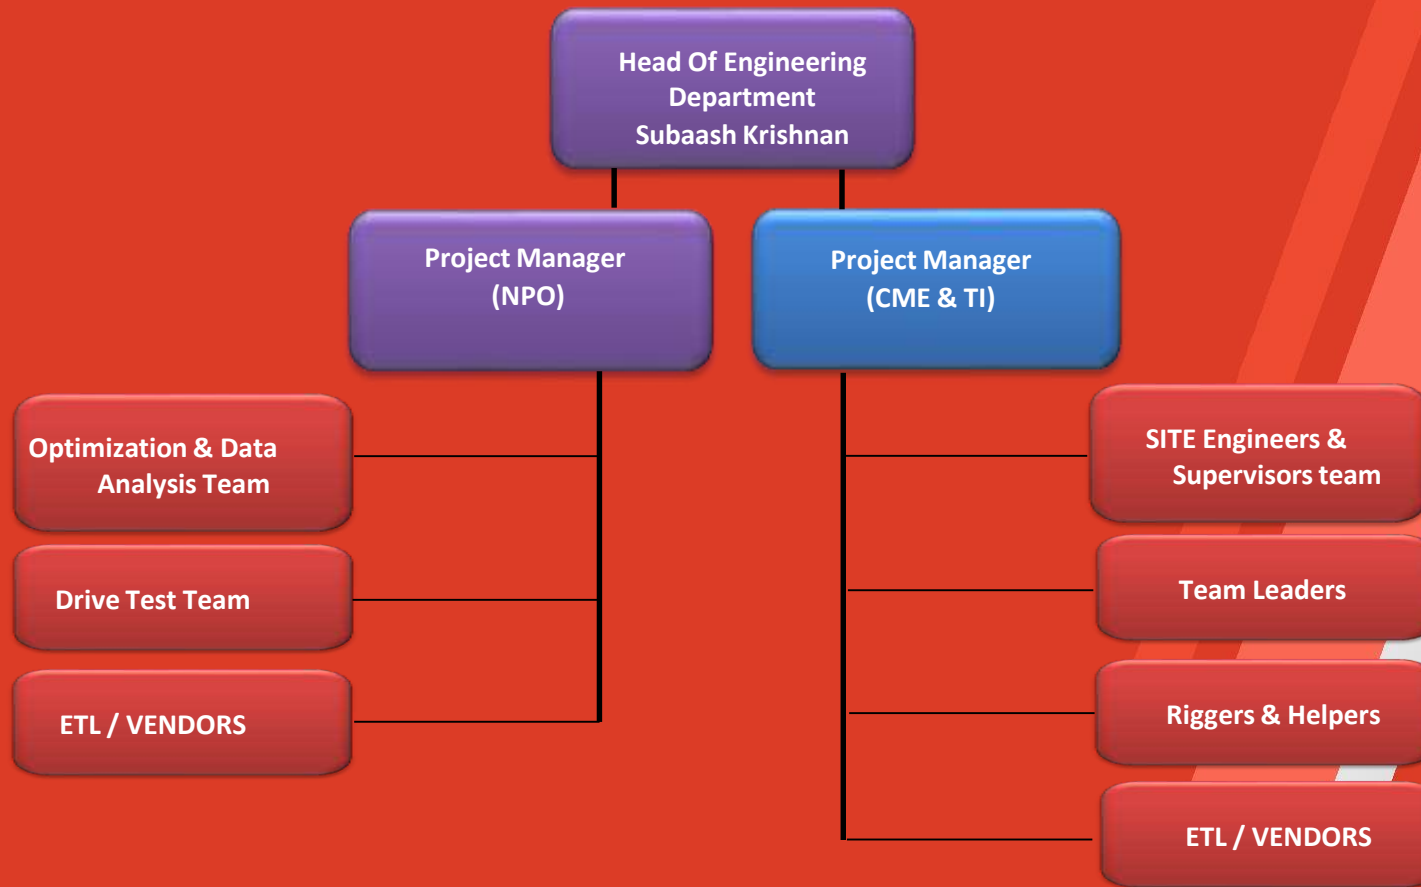 Head Of Engineering
Department
Subaash Krishnan
Project Manager
(NPO)
Project Manager
(CME & TI)
Optimization & Data
Analysis Team
Drive Test Team
ETL / VENDORS
SITE Engineers &
Supervisors team
Team Leaders
Riggers & Helpers
ETL / VENDORS